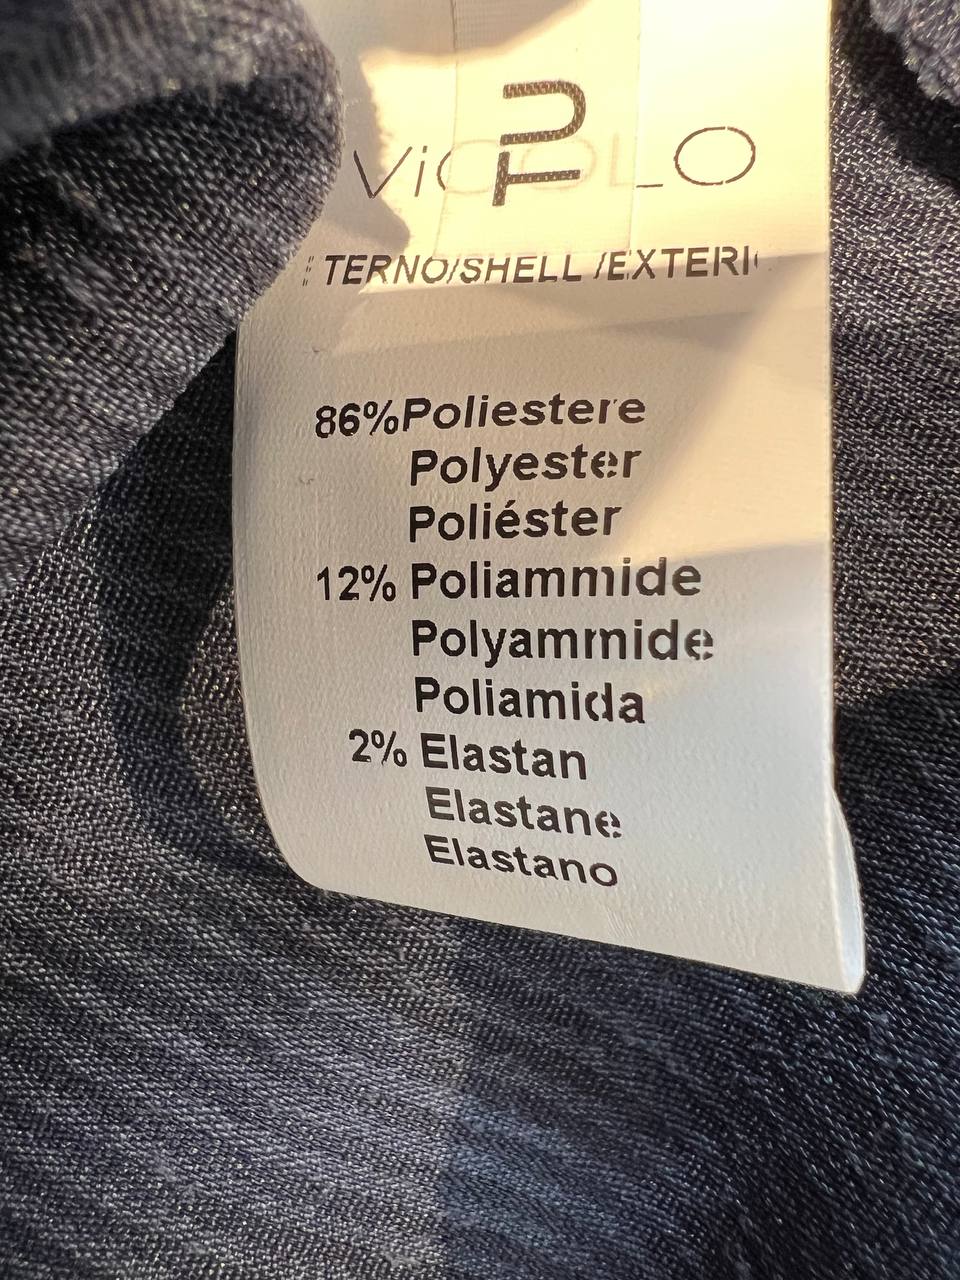 ViCOLO
TERNO/SHELL /EXTERI
86%Poliestere
Polyester
Poliéster
12% Poliammide
Polyammide
Poliamida
2% Elastan
Elastane
Elastano